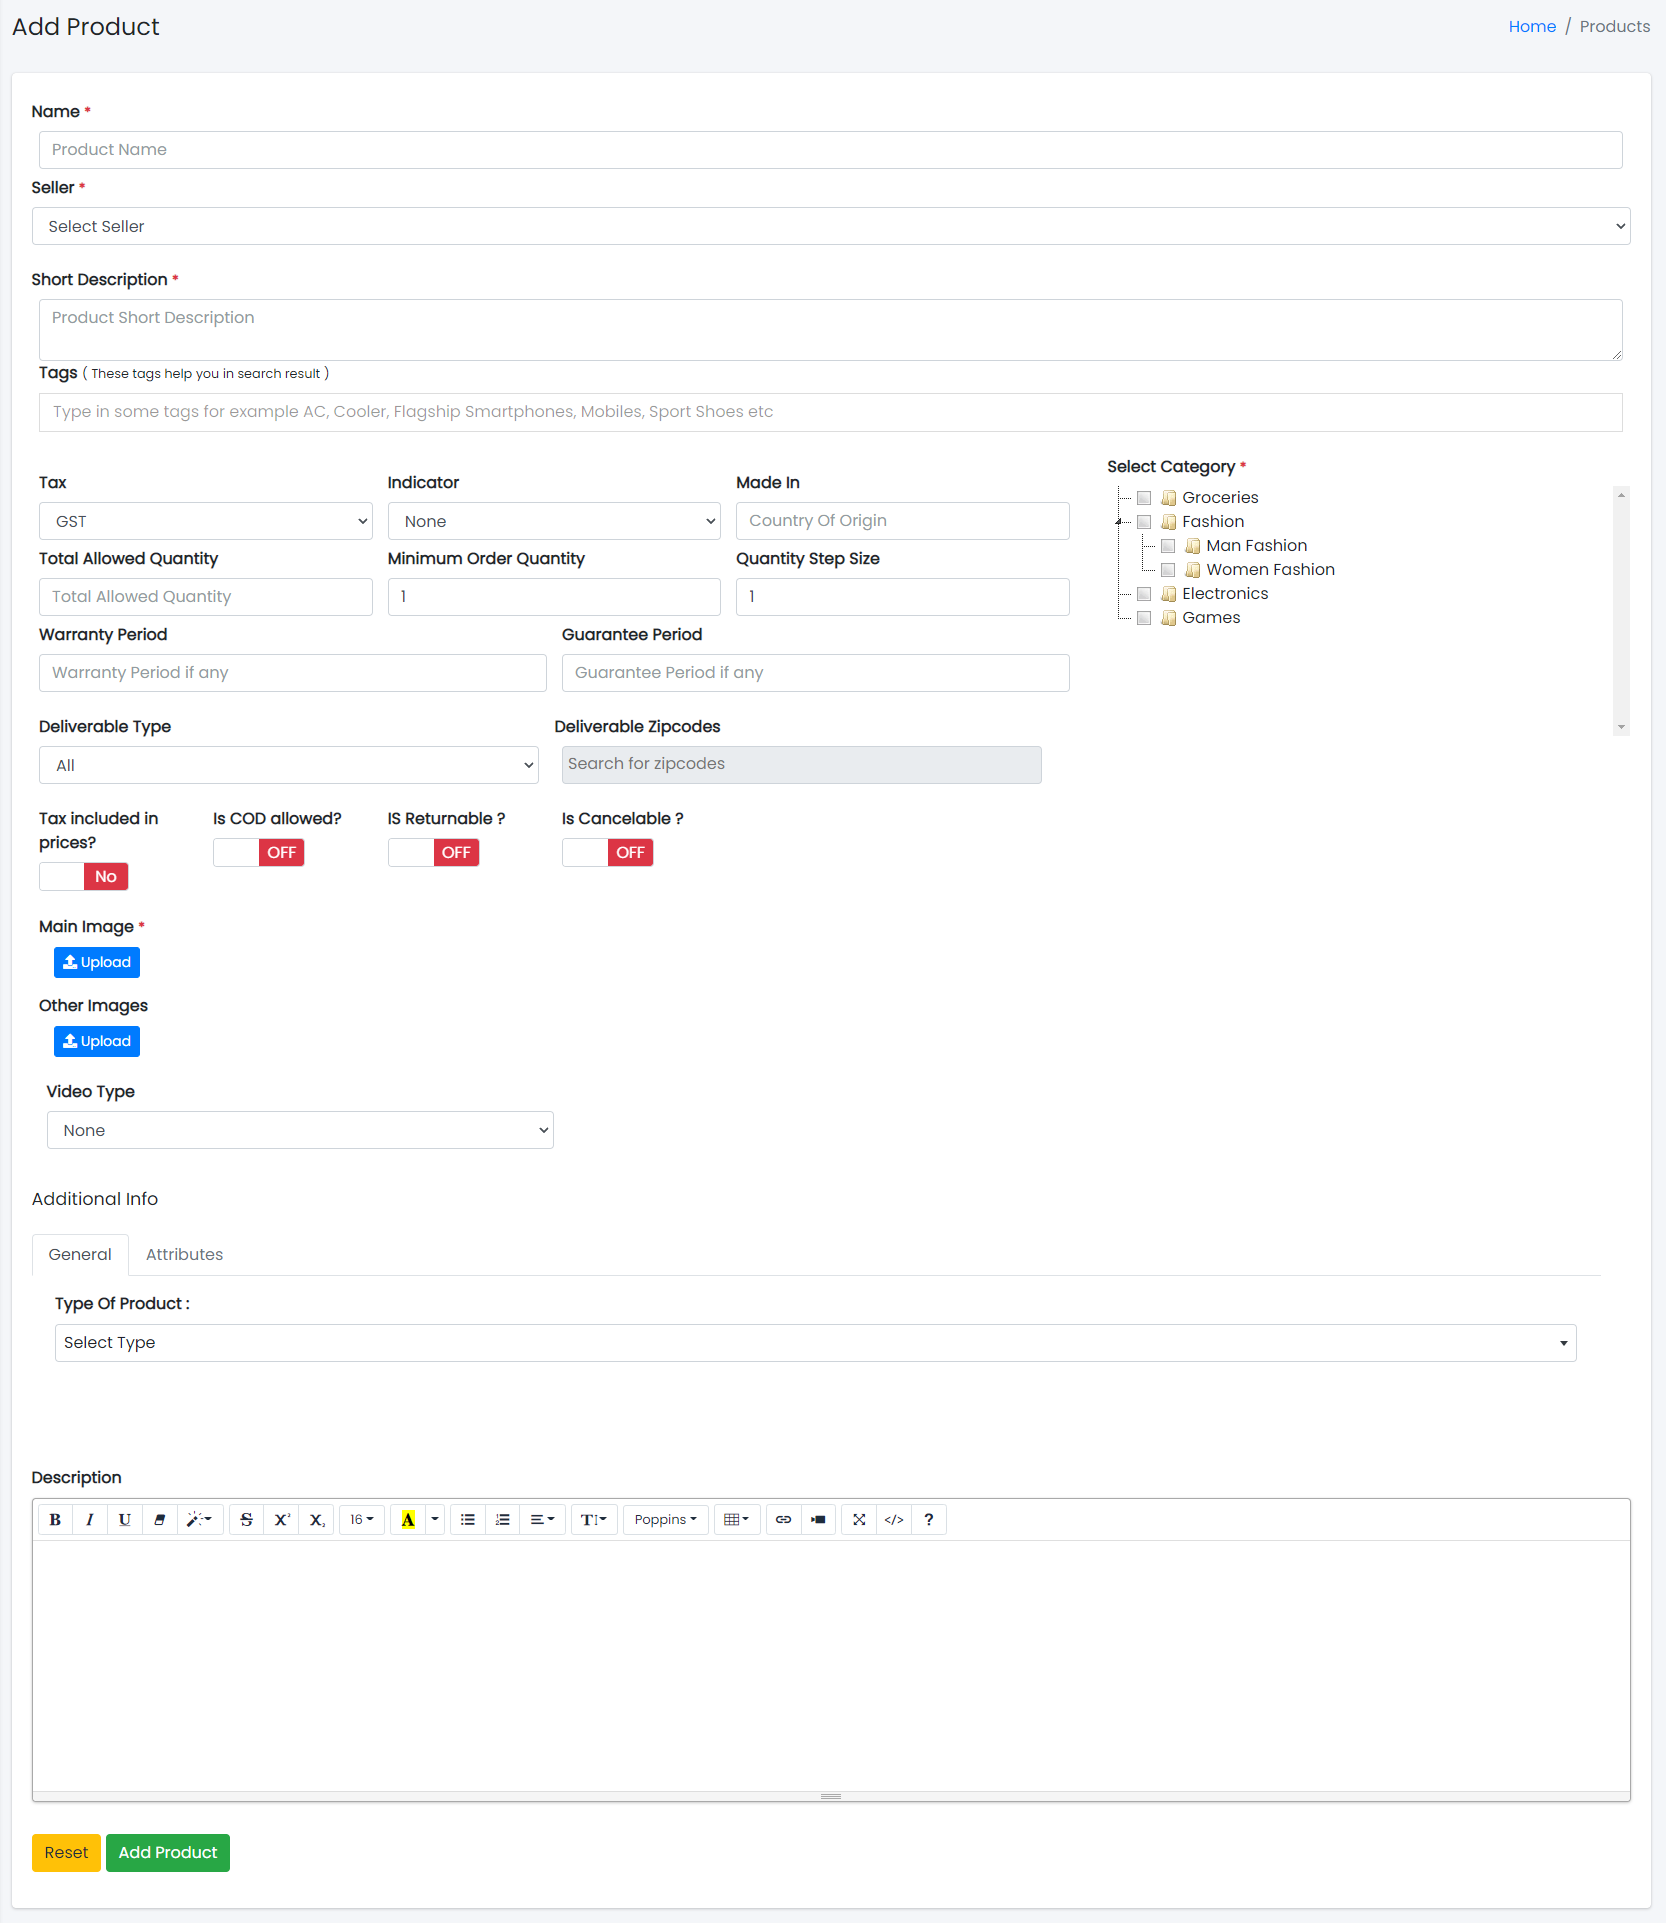 Add Product
Home / Products
Name *
Product Name
Seller *
Select Seller
Short Description *
Product Short Description
Tags ( These tags help you in search result )
Type in some tags for example AC, Cooler, Flagship Smartphones, Mobiles, Sport Shoes etc
Tax
Indicator
Made In
GST
None
Country Of Origin
Total Allowed Quantity
Minimum Order Quantity
Quantity Step Size
Total Allowed Quantity
1
1
Warranty Period
Guarantee Period
Warranty Period if any
Guarantee Period if any
Select Category *
Groceries
Fashion
Man Fashion
Women Fashion
Electronics
Games
Deliverable Type
Deliverable Zipcodes
All
Search for zipcodes
Tax included in
prices?
No
Is COD allowed?
OFF
IS Returnable ?
OFF
Is Cancelable ?
OFF
Main Image *
Upload
Other Images
Upload
Video Type
None
Additional Info
General
Attributes
Type Of Product :
Select Type
Description
B I U S X² X₂ 16 A T Poppins </> ?
Reset
Add Product